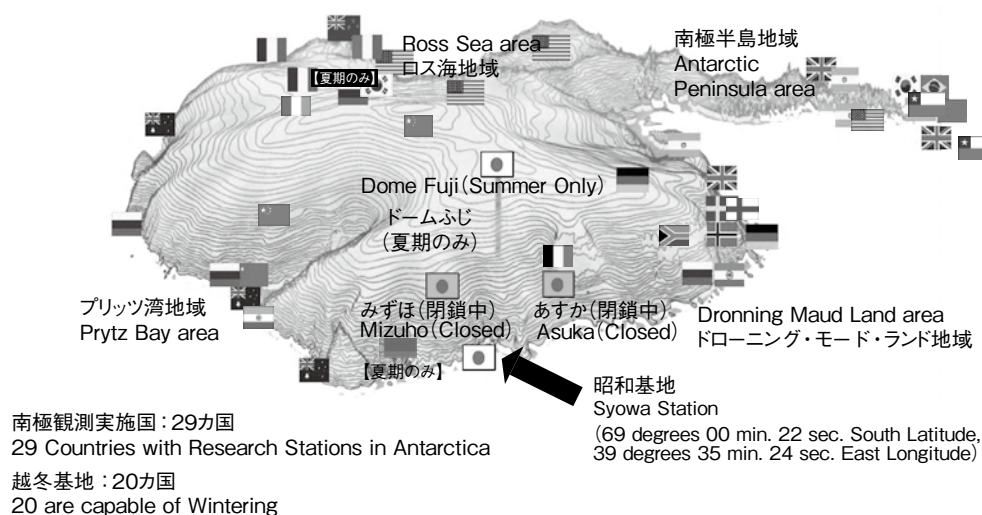 Ross Sea area
ロス海地域
【夏期のみ】
南極半島地域
Antarctic
Peninsula area
Dome Fuji（Summer Only）
ドームふじ
（夏期のみ）
プリッツ湾地域
Prytz Bay area
みずほ（閉鎖中）
Mizuho（Closed）
あすか（閉鎖中）
Asuka（Closed）
Dronning Maud Land area
ドローニング・モード・ランド地域
【夏期のみ】
昭和基地
Syowa Station
（69 degrees 00 min. 22 sec. South Latitude,
39 degrees 35 min. 24 sec. East Longitude）
南極観測実施国：29カ国
29 Countries with Research Stations in Antarctica
越冬基地：20カ国
20 are capable of Wintering